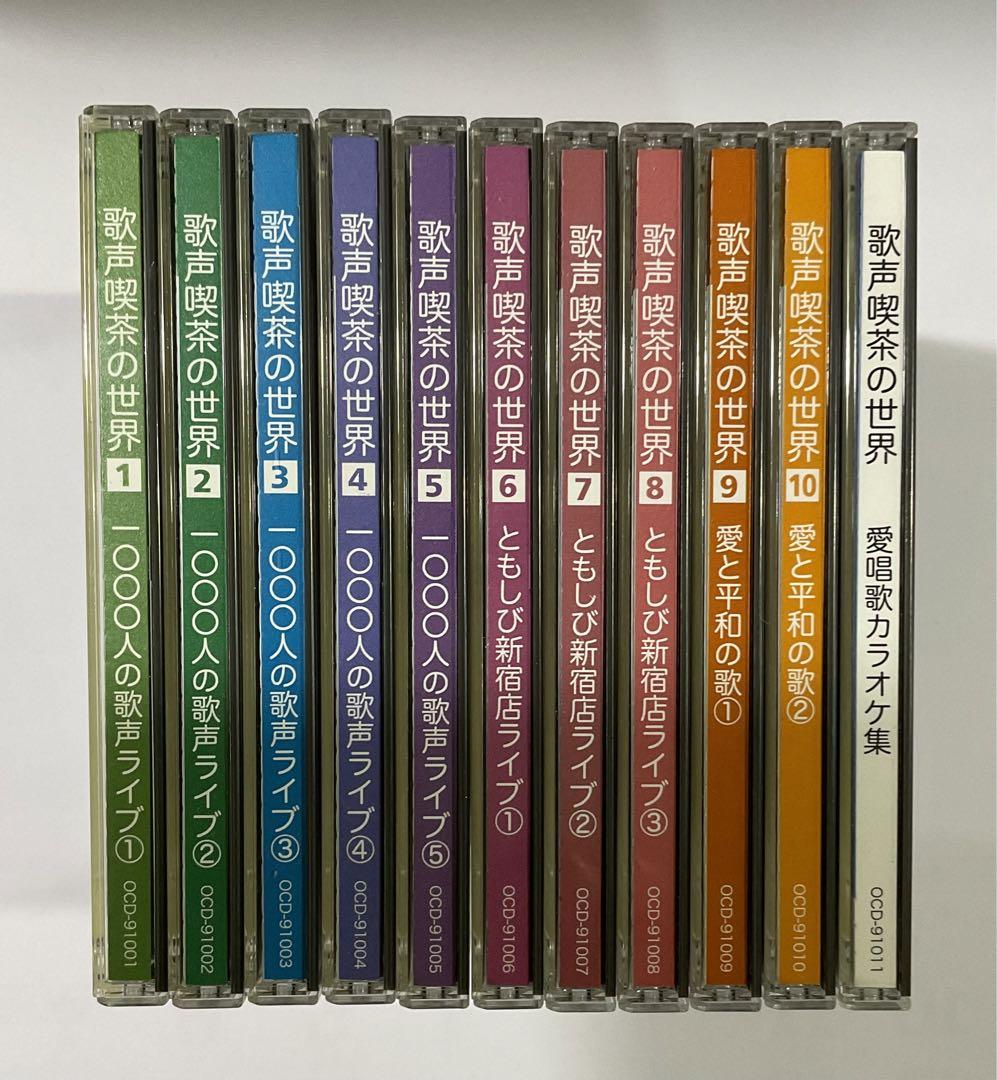 歌声喫茶の世界 1 一〇〇〇人の歌声ライブ① OCD-91001
歌声喫茶の世界 2 一〇〇〇人の歌声ライブ② OCD-91002
歌声喫茶の世界 3 一〇〇〇人の歌声ライブ③ OCD-91003
歌声喫茶の世界 4 一〇〇〇人の歌声ライブ④ OCD-91004
歌声喫茶の世界 5 一〇〇〇人の歌声ライブ⑤ OCD-91005
歌声喫茶の世界 6 ともしび新宿店ライブ① OCD-91006
歌声喫茶の世界 7 ともしび新宿店ライブ② OCD-91007
歌声喫茶の世界 8 ともしび新宿店ライブ③ OCD-91008
歌声喫茶の世界 9 愛と平和の歌① OCD-91009
歌声喫茶の世界 10 愛と平和の歌② OCD-91010
歌声喫茶の世界 愛唱歌カラオケ集 OCD-91011